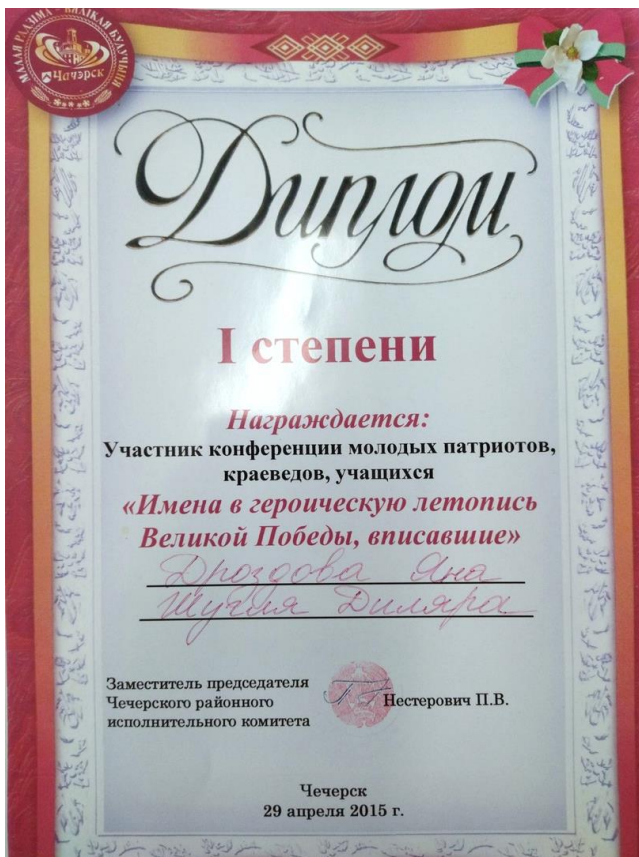 МАЛАЯ РАДЗІМА - ВЯЛІКАЯ БУДУЧЫНЯ
Чачэрск
Диплом
I степени
Награждается:
Участник конференции молодых патриотов,
краеведов, учащихся
«Имена в героическую летопись
Великой Победы, вписавшие»
Дроздова Яна
Диляра
Заместитель председателя
Чечерского районного
исполнительного комитета
Нестерович П.В.
Чечерск
29 апреля 2015 г.